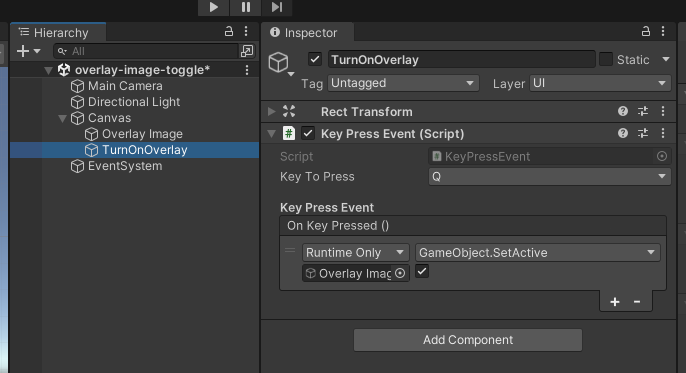 Hierarchy
All
overlay-image-toggle*
Main Camera
Directional Light
Canvas
Overlay Image
TurnOnOverlay
EventSystem
Inspector
TurnOnOverlay
Static
Tag Untagged Layer UI
Rect Transform
# Key Press Event (Script)
Script # KeyPressEvent
Key To Press Q
Key Press Event
On Key Pressed ()
Runtime Only GameObject.SetActive
Overlay Imag
+ -
Add Component